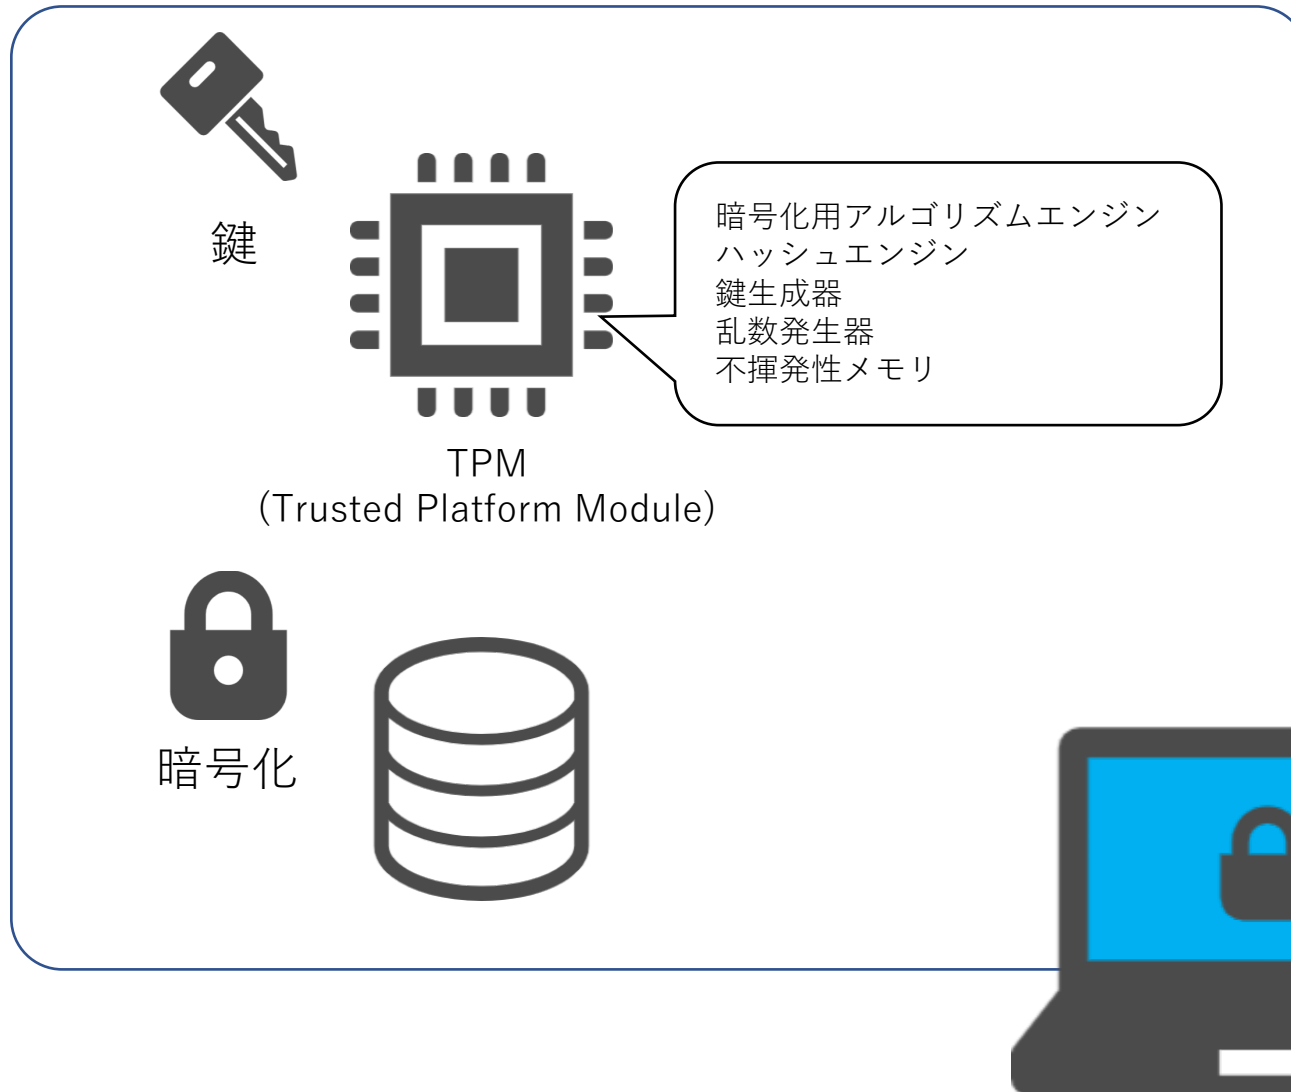 鍵
暗号化用アルゴリズムエンジン
ハッシュエンジン
鍵生成器
乱数発生器
不揮発性メモリ
TPM
(Trusted Platform Module)
暗号化